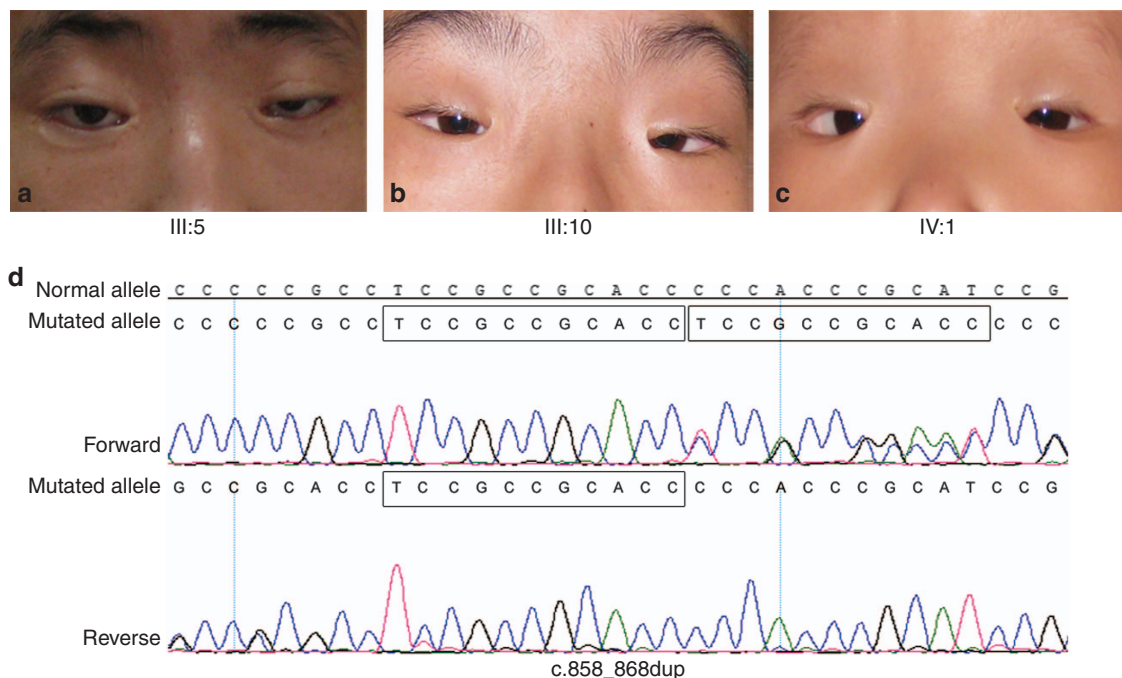 a
b
c
III:5
III:10
IV:1
d
Normal allele C C C C C G C C T C C G C C G C A C C C C C A C C C G C A T C C G
Mutated allele C C C C C G C C T C C G C C G C A C C T C C G C C G C A C C C C C
Forward
Mutated allele G C C G C A C C T C C G C C G C A C C C C C A C C C G C A T C C G
Reverse
c.858_868dup